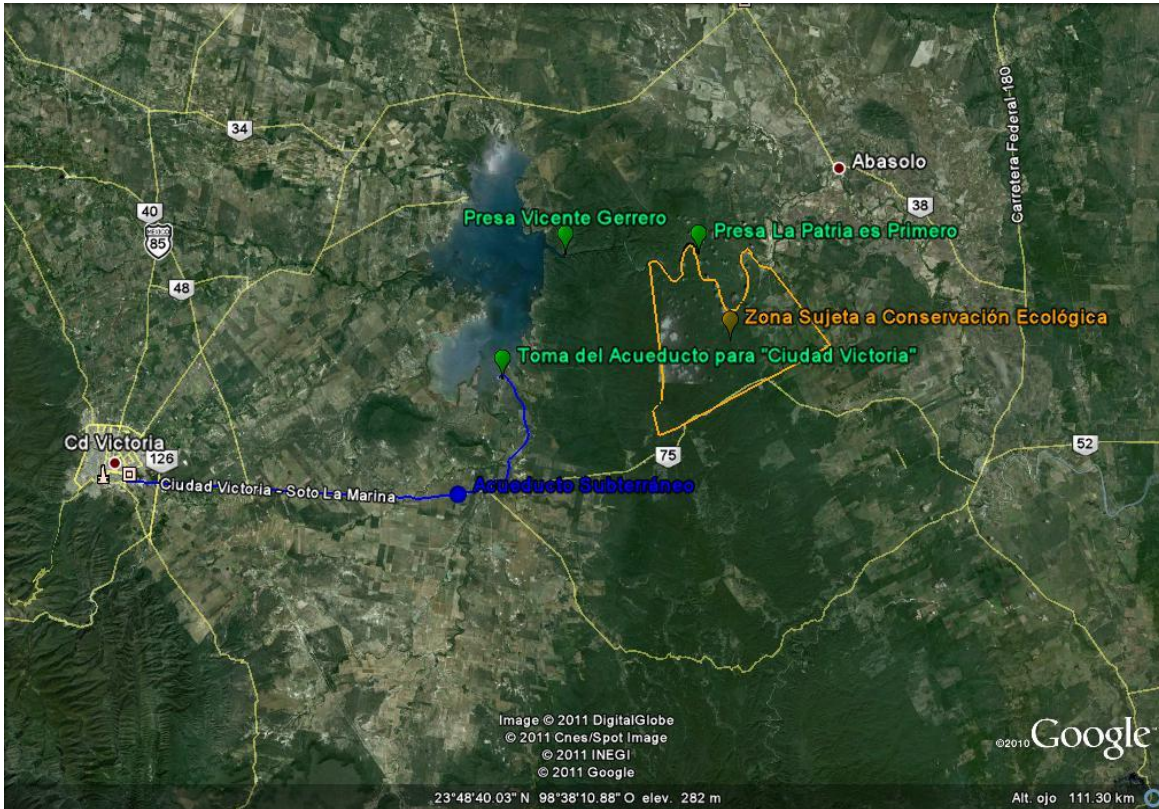 Carretera Federal 180
34
Abasolo
40
MEXICO
85
38
Presa Vicente Gerrero
Presa La Patria es Primero
48
Zona Sujeta a Conservación Ecológica
Toma del Acueducto para "Ciudad Victoria"
Cd Victoria
126
75
52
Ciudad Victoria - Soto La Marina
Acueducto Subterráneo
Image © 2011 DigitalGlobe
© 2011 Cnes/Spot Image
© 2011 INEGI
© 2011 Google
©2010 Google
23°48'40.03" N 98°38'10.88" O elev. 282 m
Alt. ojo 111.30 km